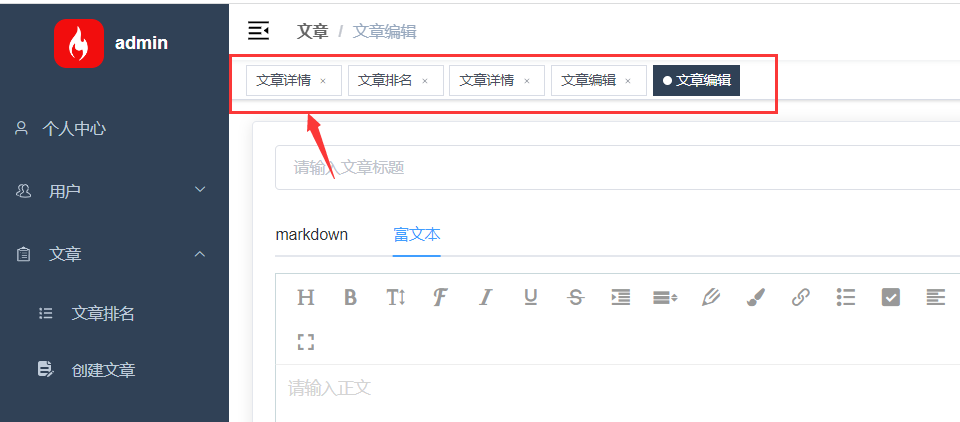 admin
文章 / 文章编辑
文章详情 × 文章排名 × 文章详情 × 文章编辑 × 文章编辑
个人中心
用户
文章
文章排名
创建文章
请输入文章标题
markdown 富文本
请输入正文